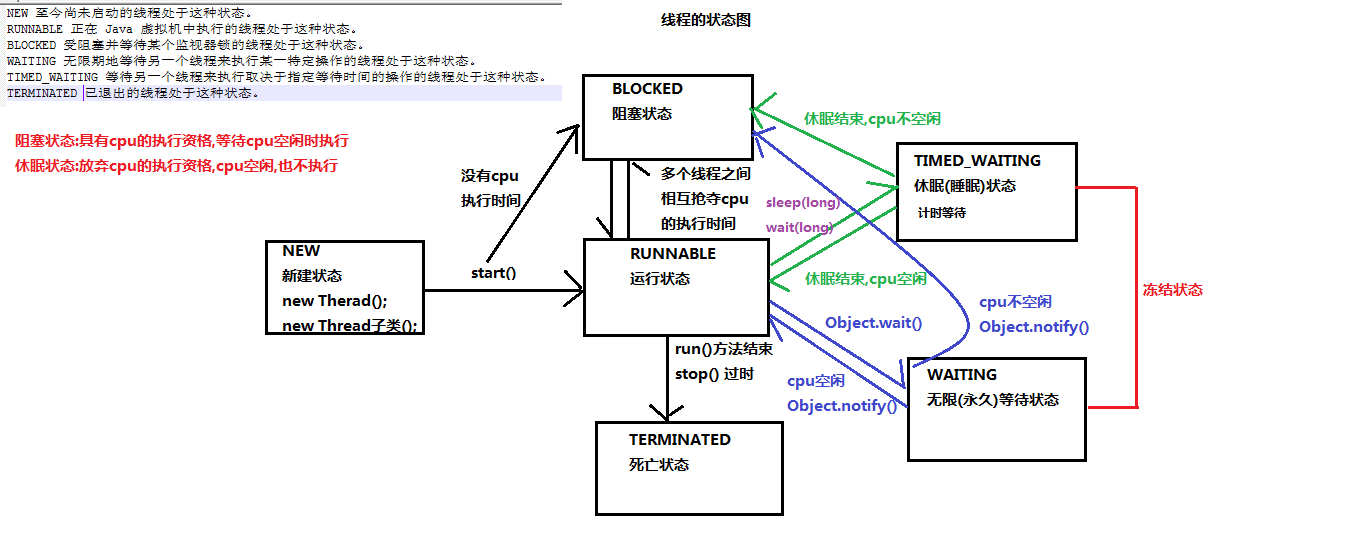 NEW 至今尚未启动的线程处于这种状态。
RUNNABLE 正在 Java 虚拟机中执行的线程处于这种状态。
BLOCKED 受阻塞并等待某个监视器锁的线程处于这种状态。
WAITING 无限期地等待另一个线程来执行某一特定操作的线程处于这种状态。
TIMED_WAITING 等待另一个线程来执行取决于指定等待时间的操作的线程处于这种状态。
TERMINATED 已退出的线程处于这种状态。
线程的状态图
阻塞状态:具有cpu的执行资格,等待cpu空闲时执行
休眠状态:放弃cpu的执行资格,cpu空闲,也不执行
BLOCKED
阻塞状态
休眠结束,cpu不空闲
TIMED_WAITING
休眠(睡眠)状态
计时等待
没有cpu
执行时间
多个线程之间
相互抢夺cpu
的执行时间
sleep(long)
wait(long)
NEW
新建状态
new Therad();
new Thread子类();
start()
RUNNABLE
运行状态
休眠结束,cpu空闲
冻结状态
cpu不空闲
Object.notify()
Object.wait()
run()方法结束
stop() 过时
cpu空闲
Object.notify()
WAITING
无限(永久)等待状态
TERMINATED
死亡状态